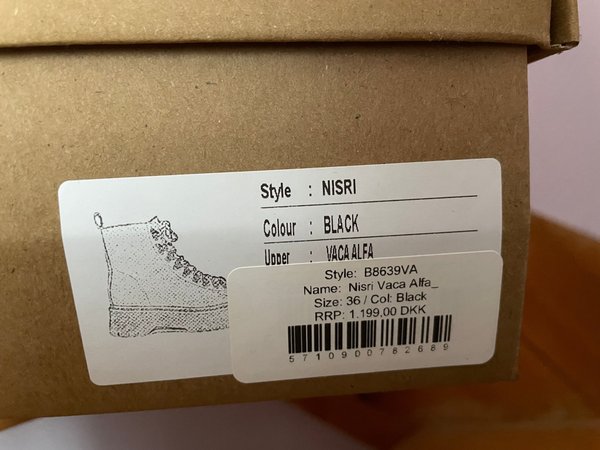 Style : NISRI
Colour : BLACK
Upper : VACA ALFA
Style: B8639VA
Name: Nisri Vaca Alfa_
Size: 36 / Col: Black
RRP: 1.199,00 DKK
5710900782689